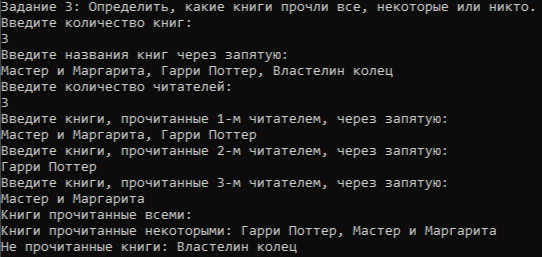 Задание 3: Определить, какие книги прочли все, некоторые или никто.
Введите количество книг:
3
Введите названия книг через запятую:
Мастер и Маргарита, Гарри Поттер, Властелин колец
Введите количество читателей:
3
Введите книги, прочитанные 1-м читателем, через запятую:
Мастер и Маргарита, Гарри Поттер
Введите книги, прочитанные 2-м читателем, через запятую:
Гарри Поттер
Введите книги, прочитанные 3-м читателем, через запятую:
Мастер и Маргарита
Книги прочитанные всеми:
Книги прочитанные некоторыми: Гарри Поттер, Мастер и Маргарита
Не прочитанные книги: Властелин колец